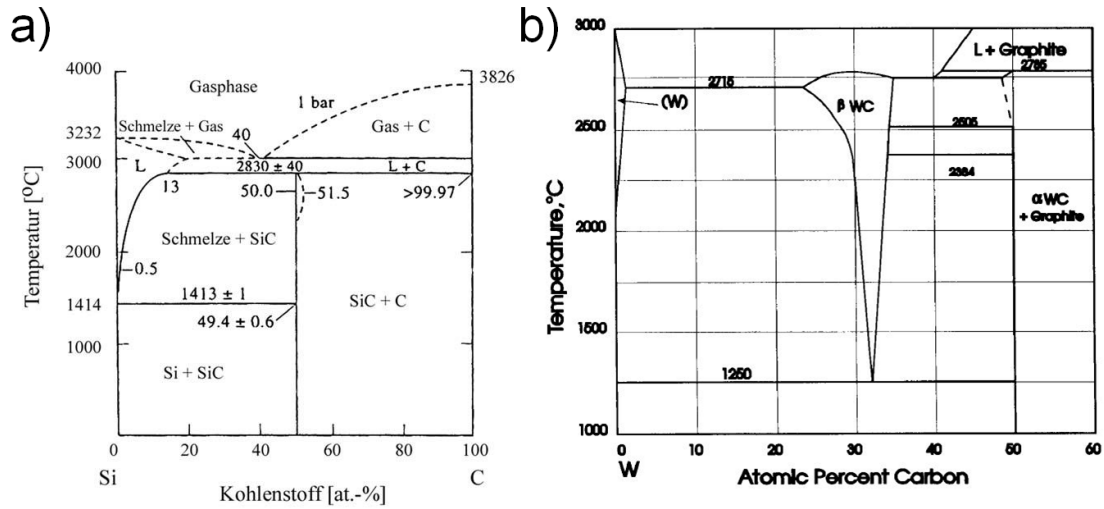 a)
4000
3826
Gasphase
1 bar
Schmelze + Gas
40
Gas + C
3232
3000
L
2830 ± 40
L + C
13
50.0
51.5
>99.97
Schmelze + SiC
2000
0.5
1413 ± 1
SiC + C
1414
49.4 ± 0.6
1000
Si + SiC
0
20
40
60
80
100
Si
C
Kohlenstoff [at.-%]
Temperatur [°C]
b)
3000
L + Graphite
2785
2715
(W)
β WC
2500
2505
2384
α WC
+ Graphite
2000
1500
1250
1000
0
10
20
30
40
50
60
W
Atomic Percent Carbon
Temperature,°C